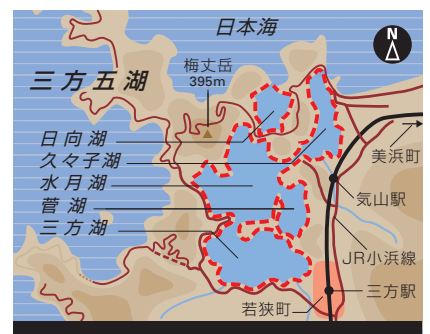 日本海
N
梅丈岳
395m
三方五湖
日向湖
久々子湖
水月湖
菅湖
三方湖
美浜町
気山駅
JR小浜線
三方駅
若狭町